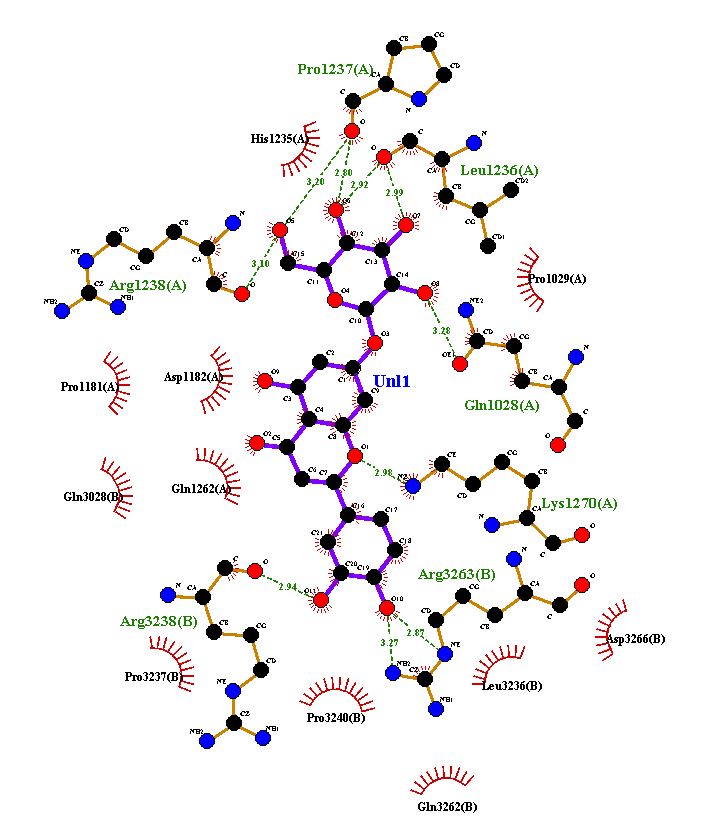 CB
CG
Pro1237(A)
CA
CD
C
N
O
His1235(A)
O
C
N
3.20
2.80
2.92
CA
Leu1236(A)
2.99
CB
CD2
O6
O7
CG
O5
N
CB
CD
C12
CD1
C13
NE
CG
CA
3.10
C15
C11
C14
O8
Pro1029(A)
CZ
Arg1238(A)
C
O
O4
NE2
NH2
NH1
C10
3.28
CD
CG
O3
OE1
N
C2
Pro1181(A)
Asp1182(A)
O9
C1
Unl1
CB
CA
C3
C9
Gln1028(A)
C4
C
O2
C5
C8
O
O1
CE
CG
Gln3028(B)
Gln1262(A)
C6
C7
2.98
NZ
CD
CB
Lys1270(A)
C16
C17
N
CA
O
C21
C18
C
N
C
O
C20
C19
Arg3263(B)
O
N
CA
2.94
O11
O10
CG
CA
Arg3238(B)
CD
CB
C
CB
CG
3.27
2.87
Asp3266(B)
NE
Pro3237(B)
CD
NH2
CZ
NE
Leu3236(B)
Pro3240(B)
NH1
CZ
NH2
NH1
Gln3262(B)